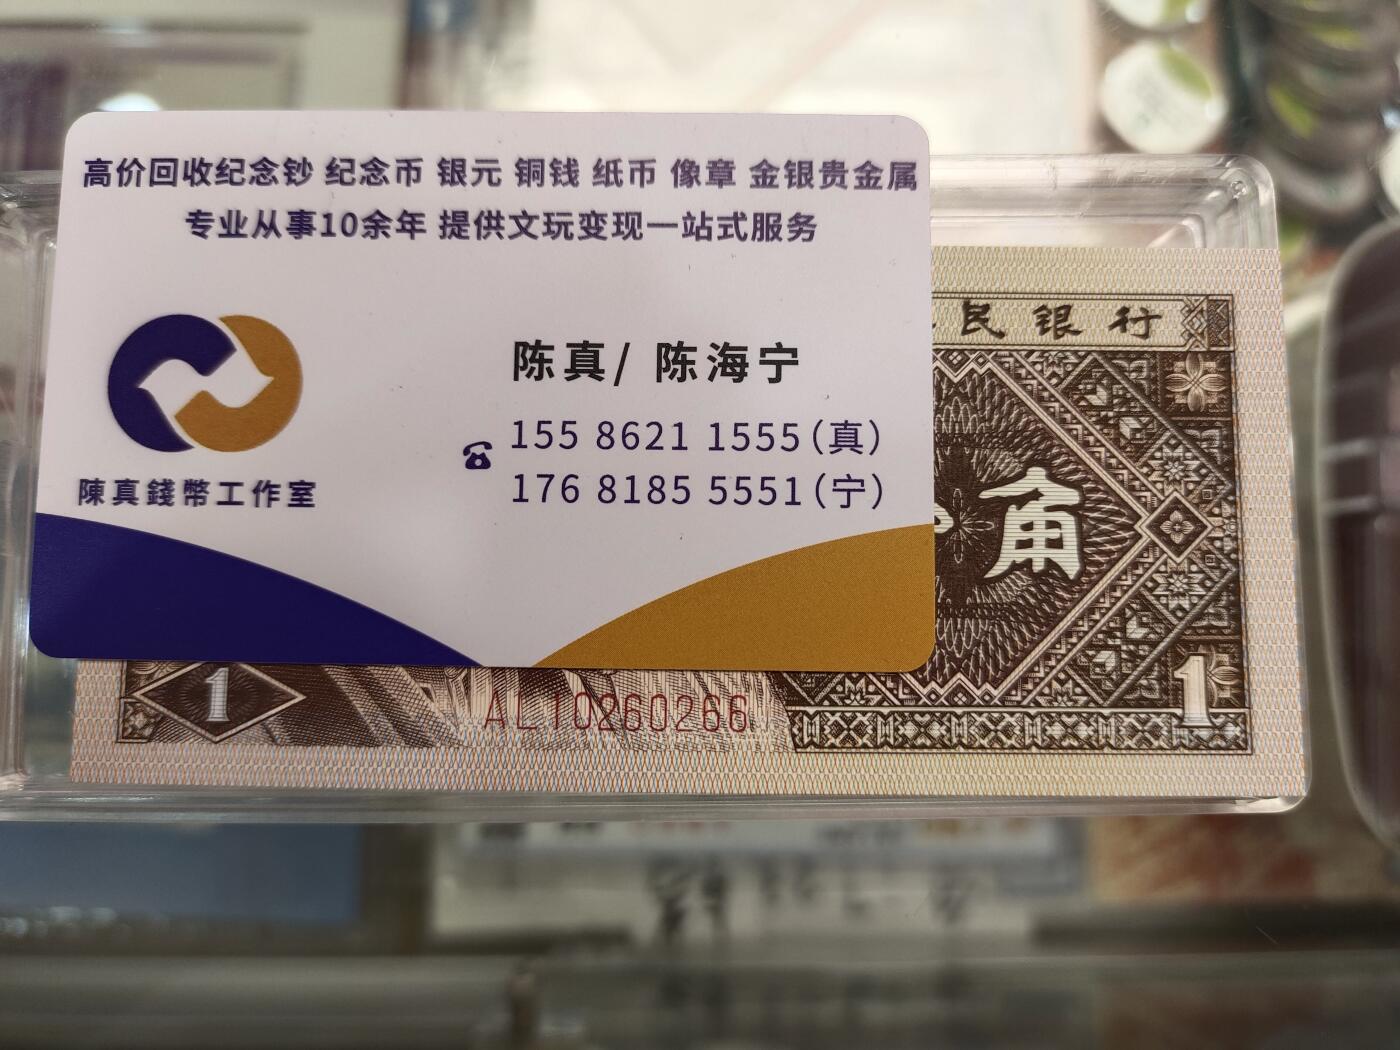 高价回收纪念钞 纪念币 银元 铜钱 纸币 像章 金银贵金属
专业从事10余年 提供文玩变现一站式服务
陈真/ 陈海宁
155 8621 1555(真)
176 8185 5551(宁)
陳真錢幣工作室
民银行
角
1
AL10260266
1